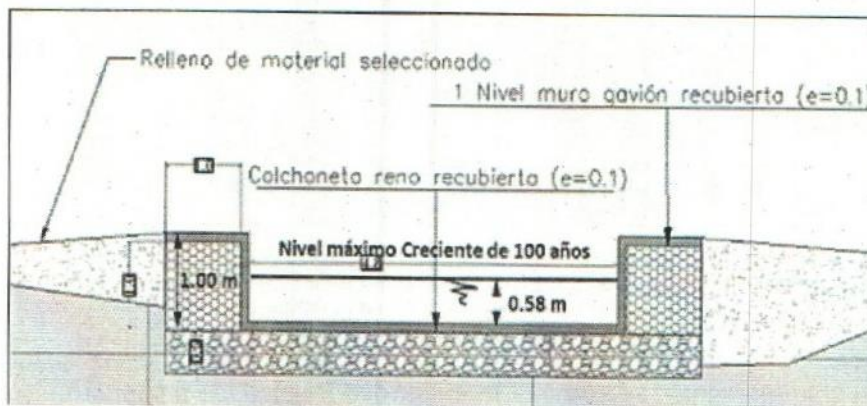 Relleno de material seleccionado
1 Nivel muro gavión recubierta (e=0.1)
Colchoneta reno recubierta (e=0.1)
Nivel máximo Creciente de 100 años
1.00 m
0.58 m